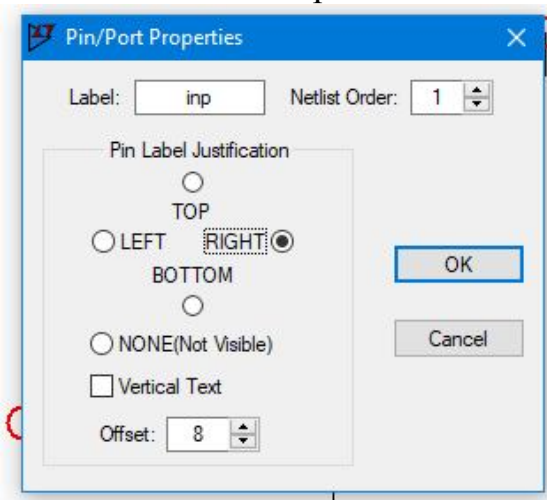 Pin/Port Properties
Label: inp Netlist Order: 1
Pin Label Justification
TOP
LEFT RIGHT
BOTTOM
OK
NONE(Not Visible)
Cancel
Vertical Text
Offset: 8